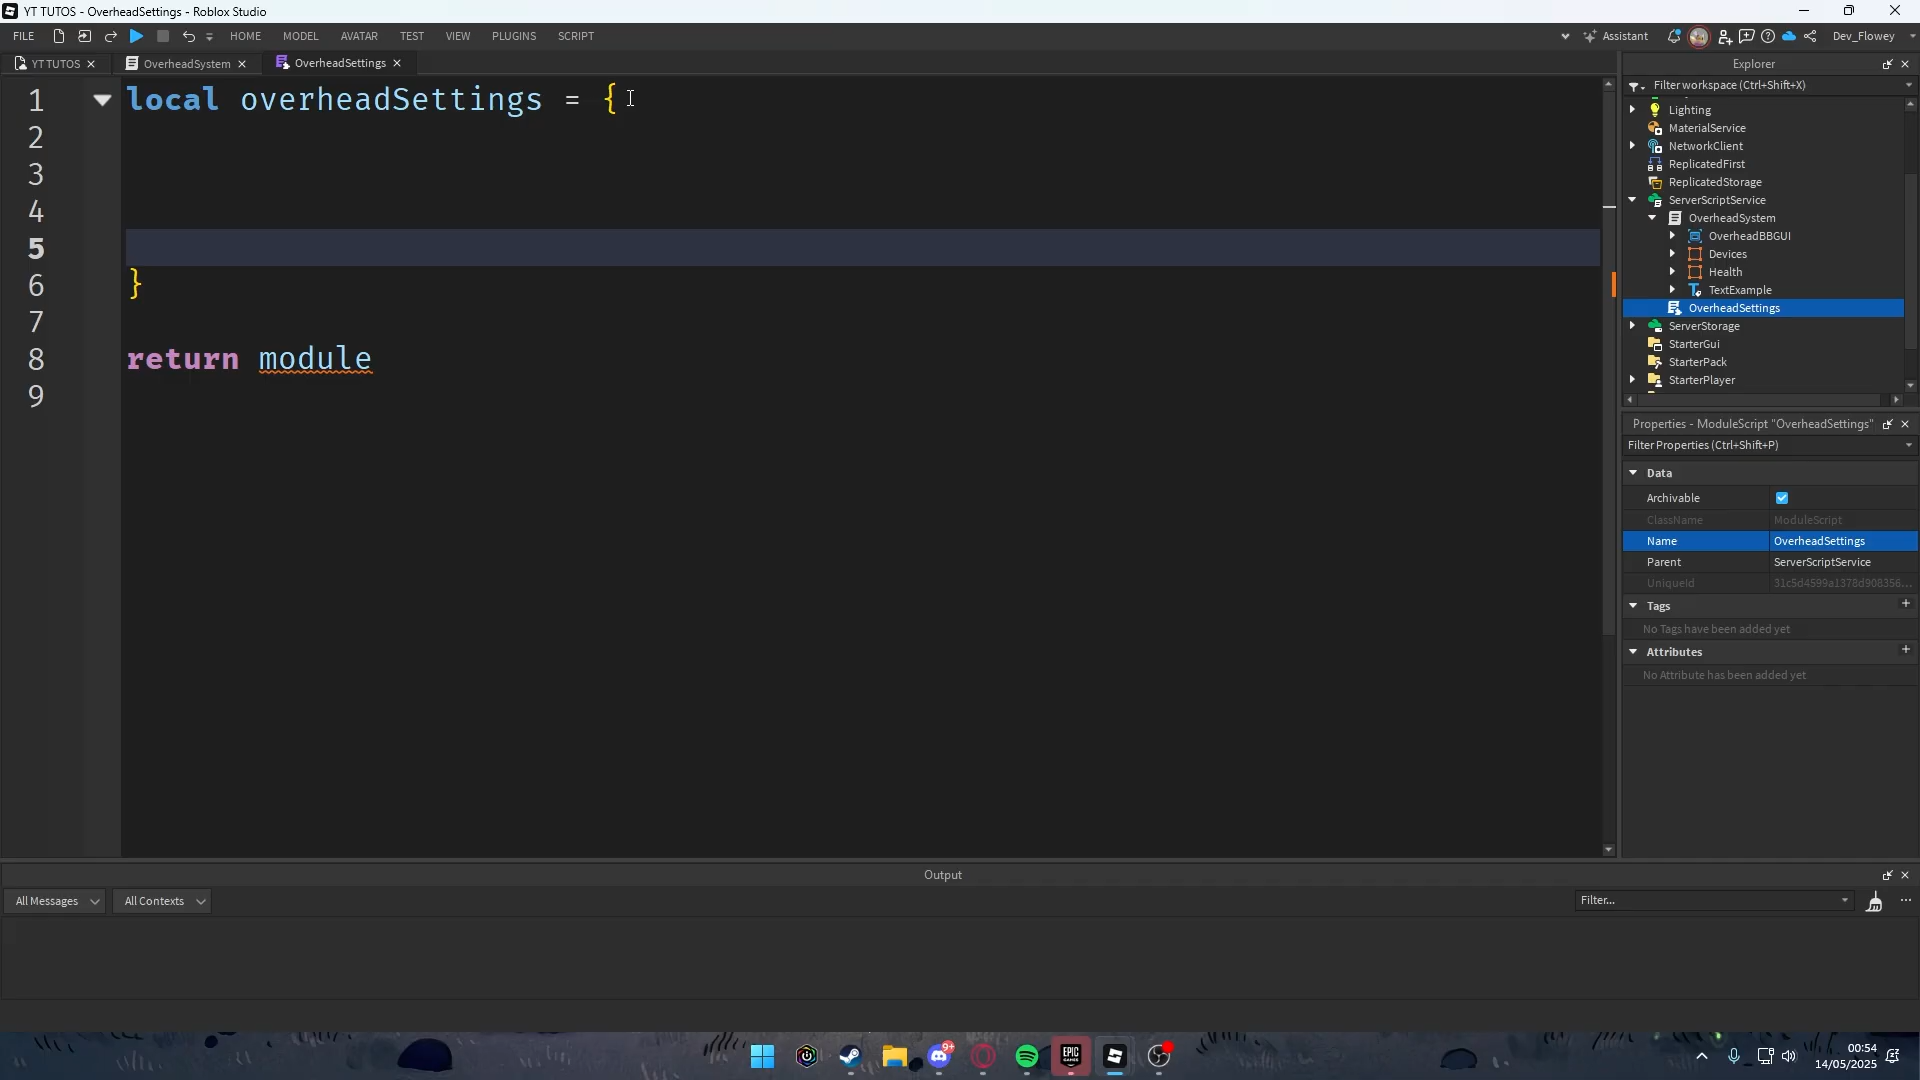 YT TUTOS - OverheadSettings - Roblox Studio
FILE HOME MODEL AVATAR TEST VIEW PLUGINS SCRIPT Assistant Dev_Flowey
YT TUTOS OverheadSystem OverheadSettings
1 local overheadSettings = {
2
3
4
5
6 }
7
8 return module
9
Explorer
Filter workspace (Ctrl+Shift+X)
Lighting
MaterialService
NetworkClient
ReplicatedFirst
ReplicatedStorage
ServerScriptService
OverheadSystem
OverheadBBGUI
Devices
Health
TextExample
OverheadSettings
ServerStorage
StarterGui
StarterPack
StarterPlayer
Properties - ModuleScript "OverheadSettings"
Filter Properties (Ctrl+Shift+P)
Data
Archivable
ClassName ModuleScript
Name OverheadSettings
Parent ServerScriptService
UniqueId 31c5d4599a1378d908356...
Tags
No Tags have been added yet
Attributes
No Attribute has been added yet
Output
All Messages All Contexts Filter...
9+
EPIC GAMES
00:54
14/05/2025